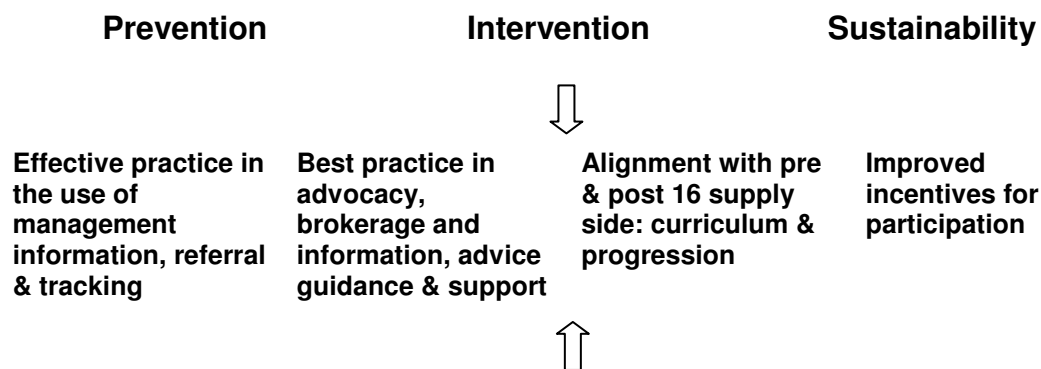 Prevention Intervention Sustainability
Effective practice in
the use of
management
information, referral
& tracking
Best practice in
advocacy,
brokerage and
information, advice
guidance & support
Alignment with pre
& post 16 supply
side: curriculum &
progression
Improved
incentives for
participation